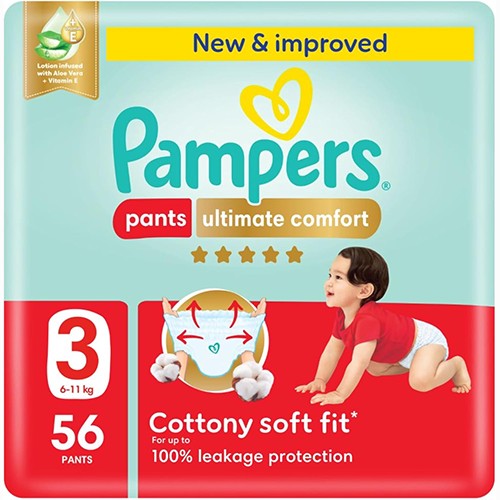 +
E
Lotion infused
with Aloe Vera
+ Vitamin E
New & improved
Pampers®
pants ultimate comfort
3
6-11 kg
56
PANTS
Cottony soft fit*
For up to
100% leakage protection